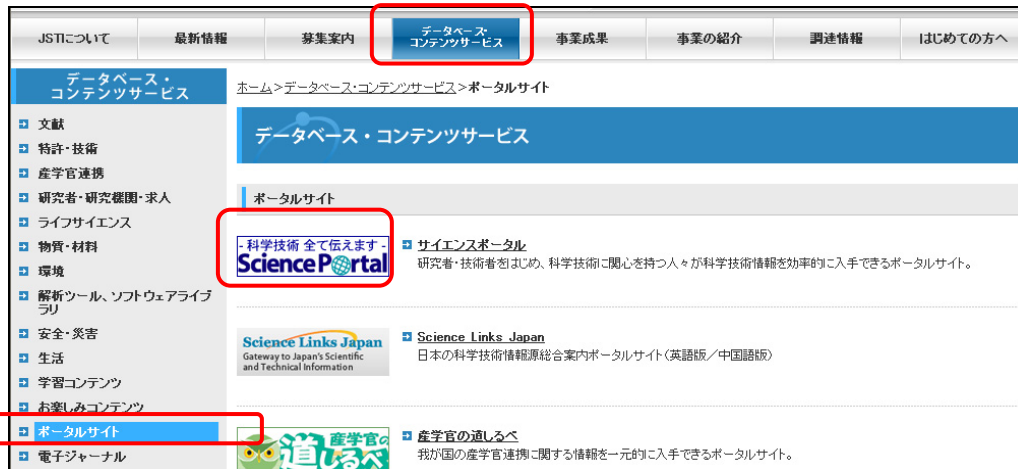 JSTについて
最新情報
募集案内
データベース・
コンテンツサービス
事業成果
事業の紹介
調達情報
はじめての方へ
データベース・
コンテンツサービス
文献
特許・技術
産学官連携
研究者・研究機関・求人
ライフサイエンス
物質・材料
環境
解析ツール、ソフトウェアライブ
ラリ
安全・災害
生活
学習コンテンツ
お楽しみコンテンツ
ポータルサイト
電子ジャーナル
ホーム>データベース・コンテンツサービス>ポータルサイト
データベース・コンテンツサービス
ポータルサイト
- 科学技術 全て伝えます -
Science Portal
サイエンスポータル
研究者・技術者をはじめ、科学技術に関心を持つ人々が科学技術情報を効率的に入手できるポータルサイト。
Science Links Japan
Gateway to Japan's Scientific
and Technical Information
Science Links Japan
日本の科学技術情報源総合案内ポータルサイト(英語版/中国語版)
産学官の
道しるべ
産学官の道しるべ
我が国の産学官連携に関する情報を一元的に入手できるポータルサイト。